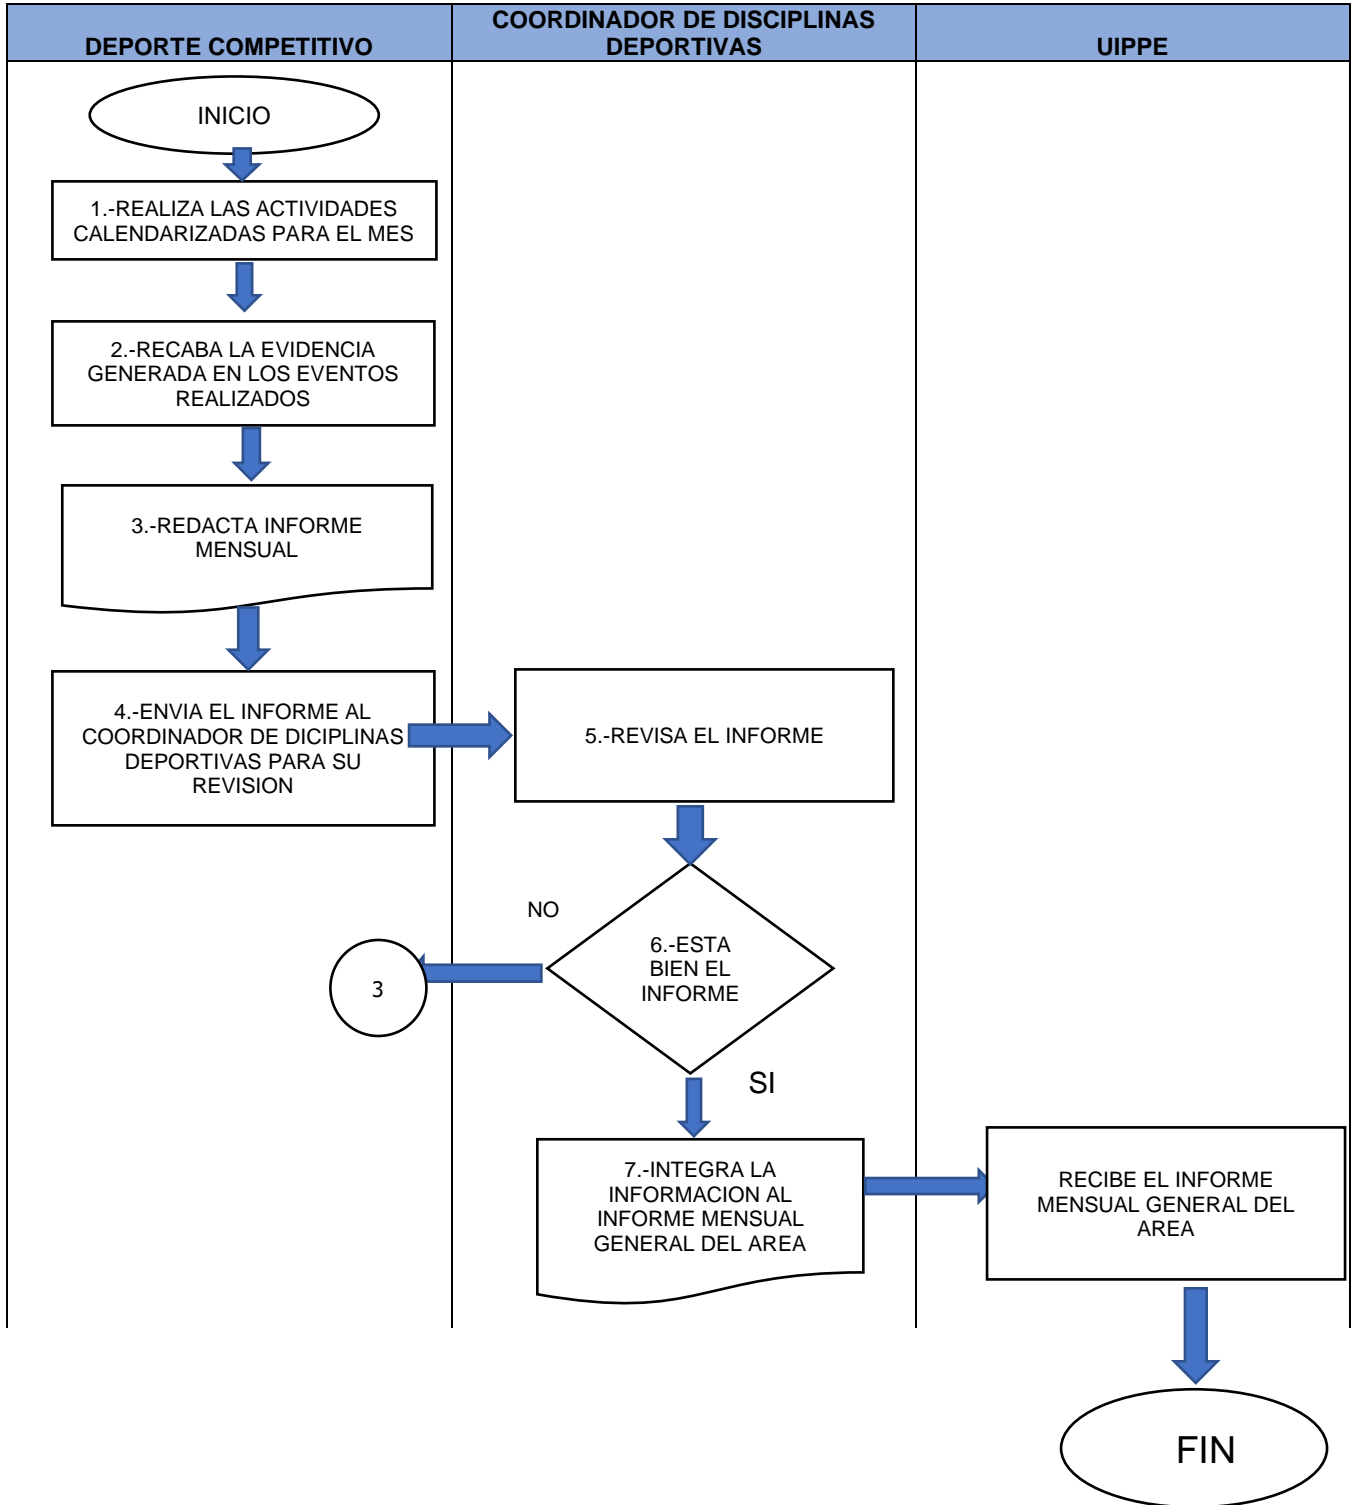 DEPORTE COMPETITIVO
COORDINADOR DE DISCIPLINAS
DEPORTIVAS
UIPPE
INICIO
1.-REALIZA LAS ACTIVIDADES
CALENDARIZADAS PARA EL MES
2.-RECABA LA EVIDENCIA
GENERADA EN LOS EVENTOS
REALIZADOS
3.-REDACTA INFORME
MENSUAL
4.-ENVIA EL INFORME AL
COORDINADOR DE DICIPLINAS
DEPORTIVAS PARA SU
REVISION
5.-REVISA EL INFORME
NO
6.-ESTA
BIEN EL
INFORME
3
SI
7.-INTEGRA LA
INFORMACION AL
INFORME MENSUAL
GENERAL DEL AREA
RECIBE EL INFORME
MENSUAL GENERAL DEL
AREA
FIN